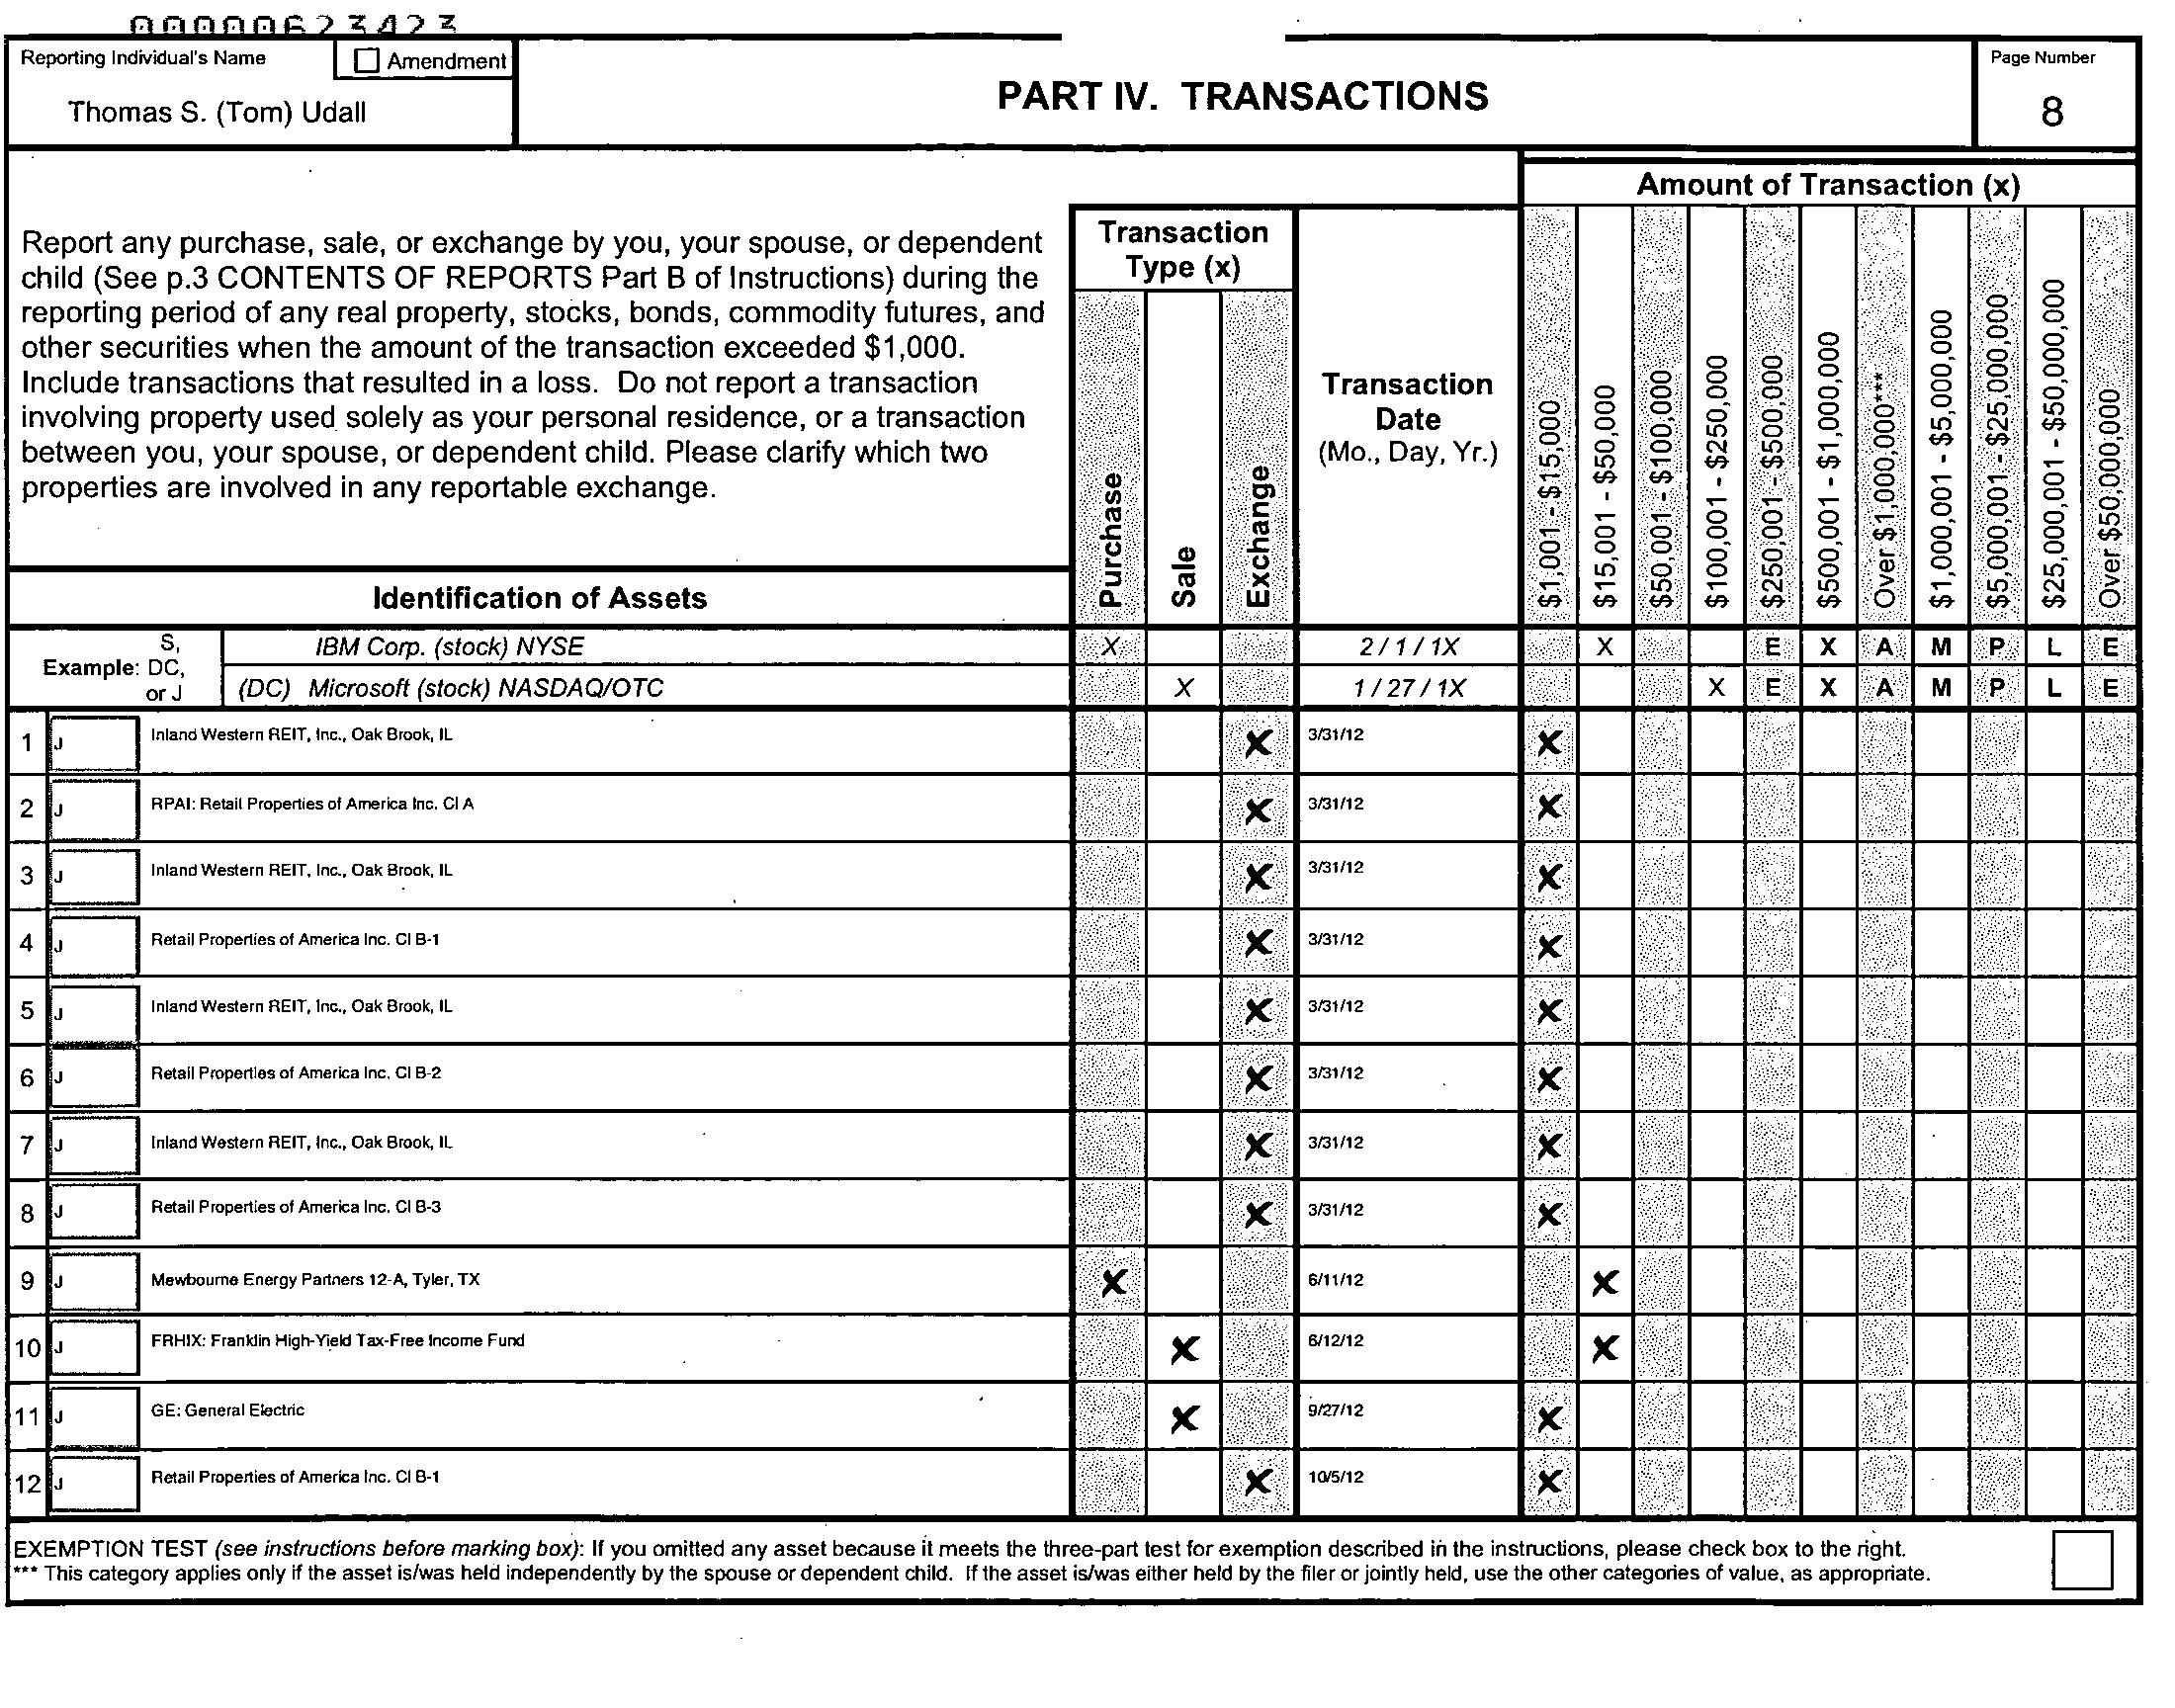 00000623423
Reporting Individual's Name
Amendment
Thomas S. (Tom) Udall
PART IV. TRANSACTIONS
Page Number
8
Report any purchase, sale, or exchange by you, your spouse, or dependent
child (See p.3 CONTENTS OF REPORTS Part B of Instructions) during the
reporting period of any real property, stocks, bonds, commodity futures, and
other securities when the amount of the transaction exceeded $1,000.
Include transactions that resulted in a loss. Do not report a transaction
involving property used solely as your personal residence, or a transaction
between you, your spouse, or dependent child. Please clarify which two
properties are involved in any reportable exchange.
Identification of Assets
Transaction
Type (x)
Purchase
Sale
Exchange
Transaction
Date
(Mo., Day, Yr.)
Amount of Transaction (x)
$1,001 - $15,000
$15,001 - $50,000
$50,001 - $100,000
$100,001 - $250,000
$250,001 - $500,000
$500,001 - $1,000,000
Over $1,000,000***
$1,000,001 - $5,000,000
$5,000,001 - $25,000,000
$25,000,001 - $50,000,000
Over $50,000,000
S,
Example: DC,
or J
IBM Corp. (stock) NYSE X 2 / 1 / 1X X E X A M P L E
(DC) Microsoft (stock) NASDAQ/OTC X 1 / 27 / 1X X E X A M P L E
1 J Inland Western REIT, Inc., Oak Brook, IL X 3/31/12 X
2 J RPAI: Retail Properties of America Inc. Cl A X 3/31/12 X
3 J Inland Western REIT, Inc., Oak Brook, IL X 3/31/12 X
4 J Retail Properties of America Inc. Cl B-1 X 3/31/12 X
5 J Inland Western REIT, Inc., Oak Brook, IL X 3/31/12 X
6 J Retail Properties of America Inc. Cl B-2 X 3/31/12 X
7 J Inland Western REIT, Inc., Oak Brook, IL X 3/31/12 X
8 J Retail Properties of America Inc. Cl B-3 X 3/31/12 X
9 J Mewbourne Energy Partners 12-A, Tyler, TX X 6/11/12 X
10 J FRHIX: Franklin High-Yield Tax-Free Income Fund X 6/12/12 X
11 J GE: General Electric X 9/27/12 X
12 J Retail Properties of America Inc. Cl B-1 X 10/5/12 X
EXEMPTION TEST (see instructions before marking box): If you omitted any asset because it meets the three-part test for exemption described in the instructions, please check box to the right.
*** This category applies only if the asset is/was held independently by the spouse or dependent child. If the asset is/was either held by the filer or jointly held, use the other categories of value, as appropriate.